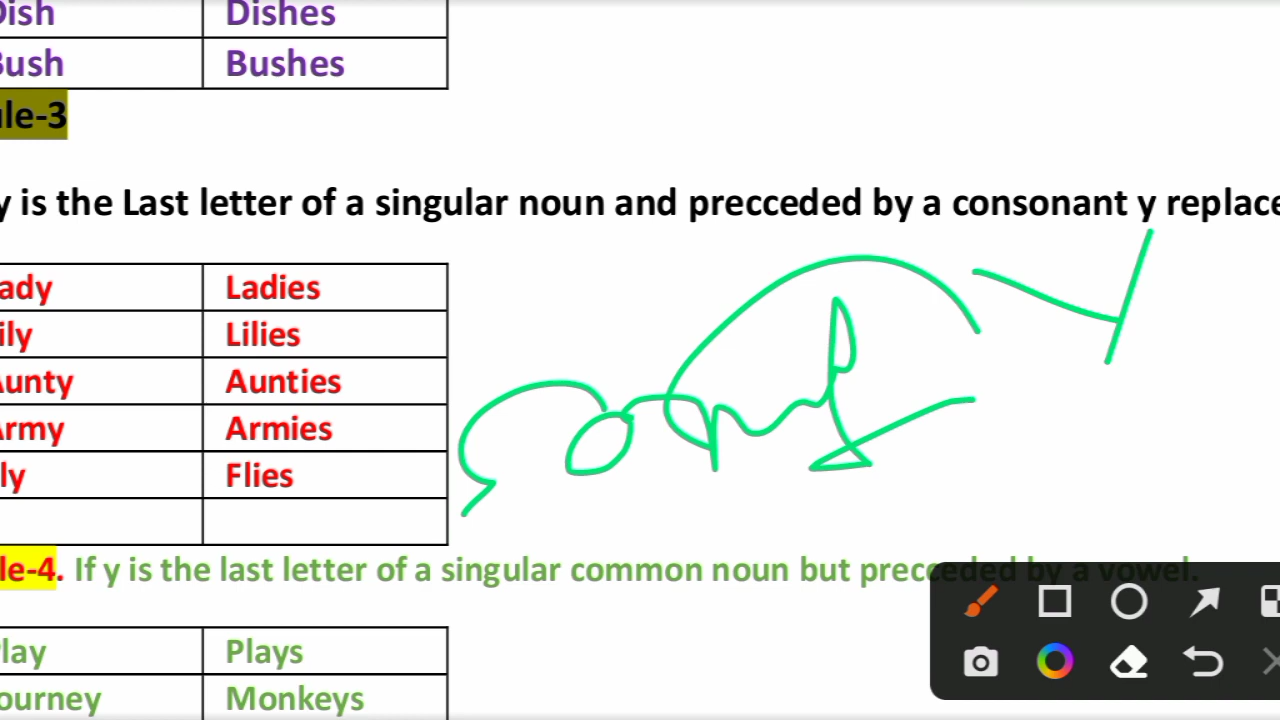 Dish Dishes
Bush Bushes
ule-3
y is the Last letter of a singular noun and precceded by a consonant y replace
ady Ladies
ily Lilies
Aunty Aunties
Army Armies
ly Flies
le-4. If y is the last letter of a singular common noun but precceded by a vowel.
lay Plays
ourney Monkeys